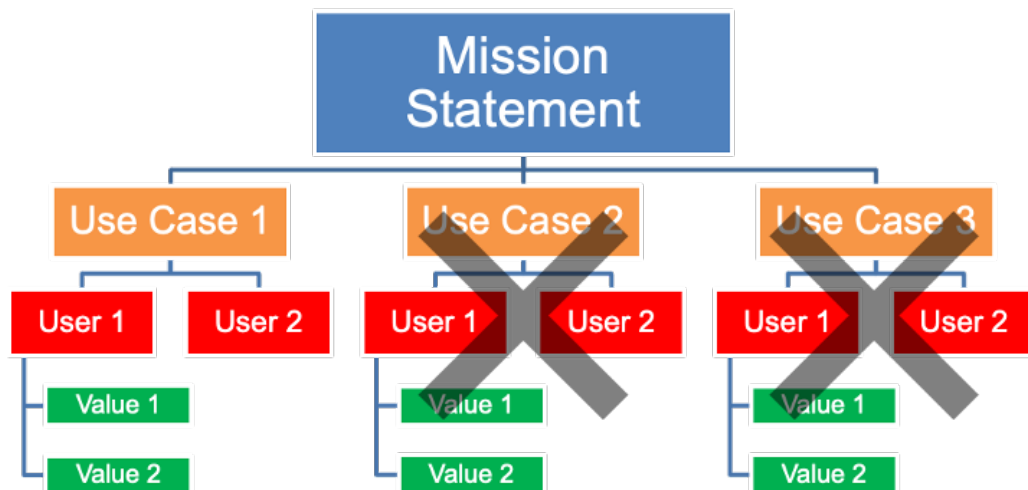 Mission
Statement
Use Case 1
Use Case 2
Use Case 3
User 1
User 2
User 1
User 2
User 1
User 2
Value 1
Value 1
Value 1
Value 2
Value 2
Value 2